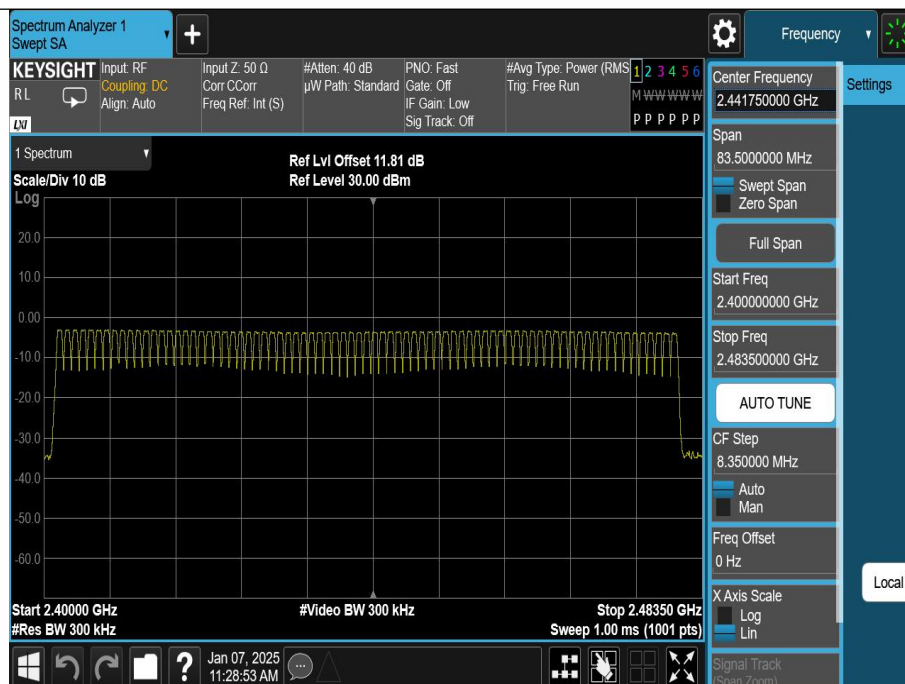 Spectrum Analyzer 1
Swept SA
Frequency
KEYSIGHT
RL
LXI
Input: RF
Coupling: DC
Align: Auto
Input Z: 50 Ω
Corr CCorr
Freq Ref: Int (S)
#Atten: 40 dB
µW Path: Standard
PNO: Fast
Gate: Off
IF Gain: Low
Sig Track: Off
#Avg Type: Power (RMS
Trig: Free Run
1 2 3 4 5 6
M W W W W W
P P P P P P
1 Spectrum
Scale/Div 10 dB
Log
Ref Lvl Offset 11.81 dB
Ref Level 30.00 dBm
20.0
10.0
0.00
-10.0
-20.0
-30.0
-40.0
-50.0
-60.0
Start 2.40000 GHz
#Res BW 300 kHz
#Video BW 300 kHz
Stop 2.48350 GHz
Sweep 1.00 ms (1001 pts)
Jan 07, 2025
11:28:53 AM
?
Center Frequency
2.441750000 GHz
Span
83.5000000 MHz
Swept Span
Zero Span
Full Span
Start Freq
2.400000000 GHz
Stop Freq
2.483500000 GHz
AUTO TUNE
CF Step
8.350000 MHz
Auto
Man
Freq Offset
0 Hz
X Axis Scale
Log
Lin
Signal Track
(Span Zoom)
Settings
Local